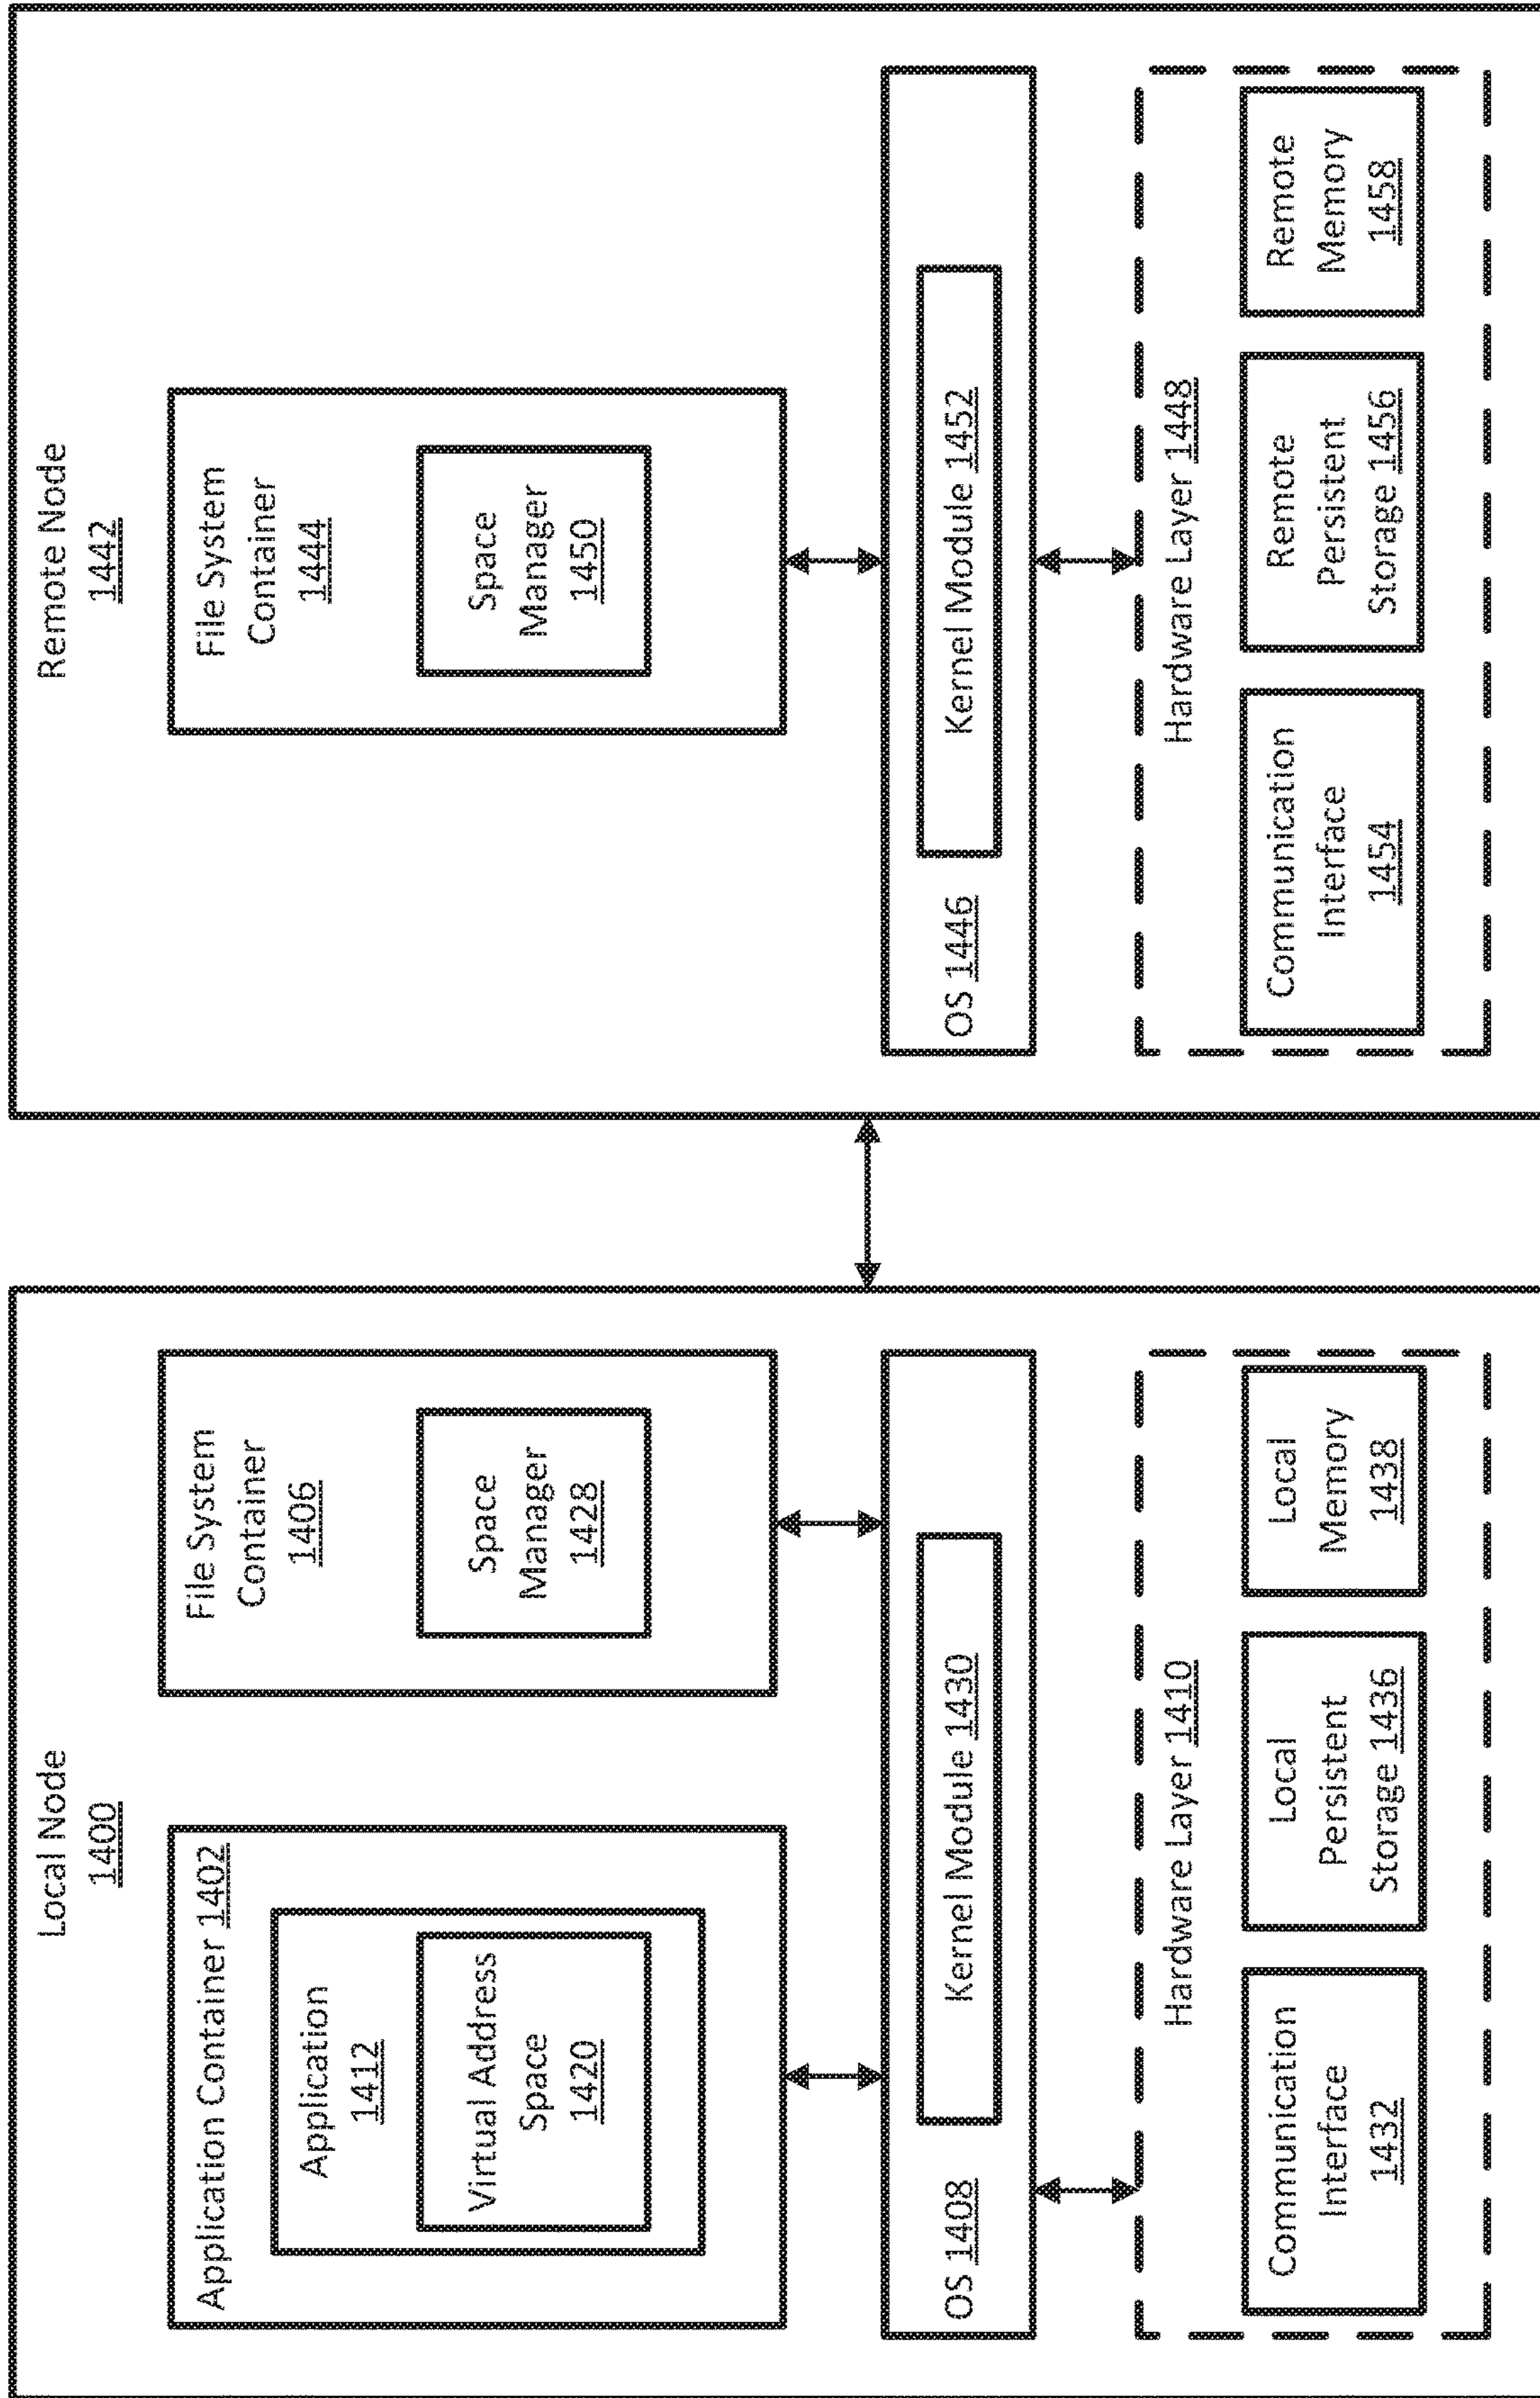 Local Node
1400
Application Container 1402
Application
1412
Virtual Address
Space
1420
File System
Container
1406
Space
Manager
1428
OS 1408
Kernel Module 1430
Hardware Layer 1410
Communication
Interface
1432
Local
Persistent
Storage 1436
Local
Memory
1438
Remote Node
1442
File System
Container
1444
Space
Manager
1450
OS 1446
Kernel Module 1452
Hardware Layer 1448
Communication
Interface
1454
Remote
Persistent
Storage 1456
Remote
Memory
1458